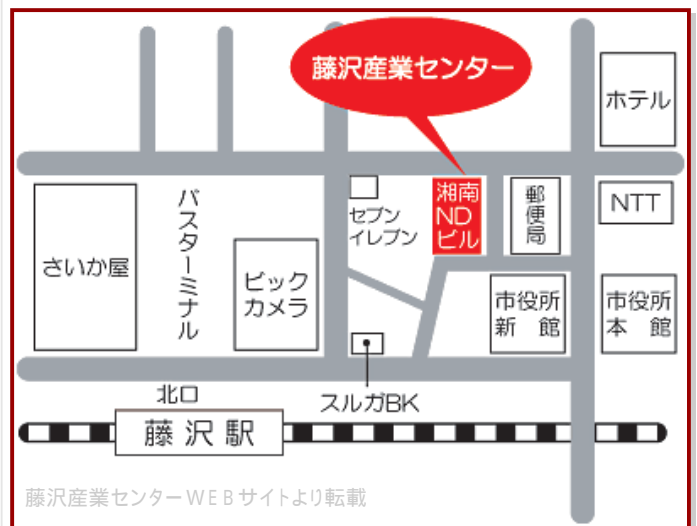 藤沢産業センター
ホテル
湘南
ND
ビル
郵
便
局
NTT
セブン
イレブン
バスターミナル
さいか屋
ビック
カメラ
市役所
新 館
市役所
本 館
スルガBK
北口
藤沢駅
藤沢産業センターWEBサイトより転載